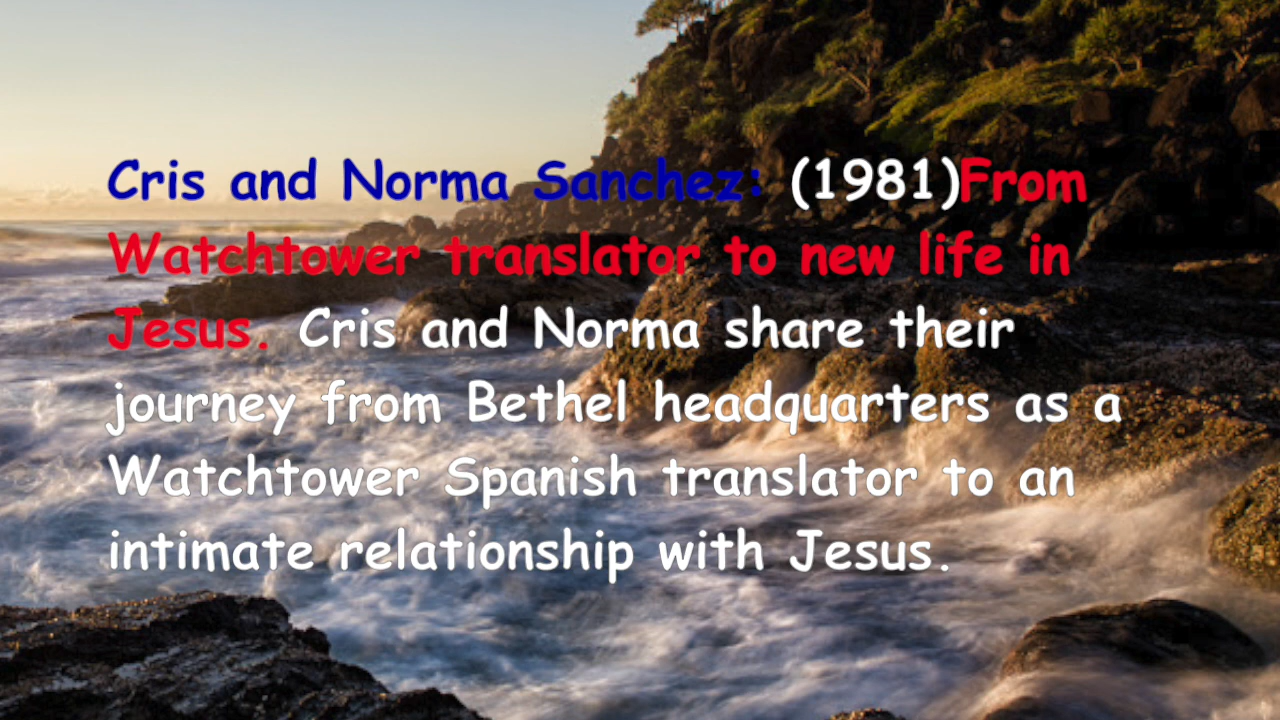 Cris and Norma Sanchez: (1981)From
Watchtower translator to new life in
Jesus. Cris and Norma share their
journey from Bethel headquarters as a
Watchtower Spanish translator to an
intimate relationship with Jesus.